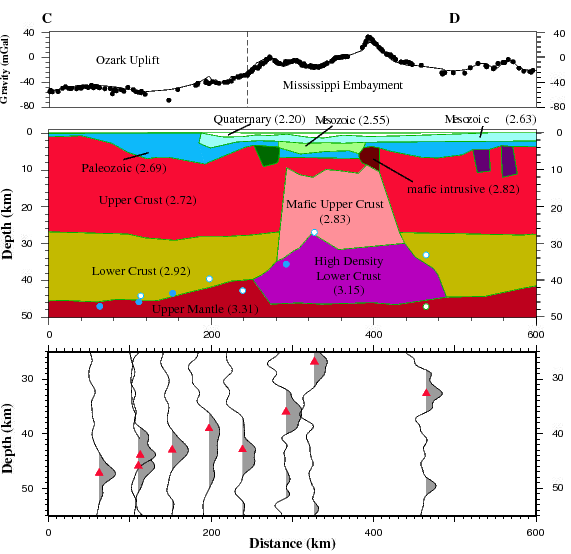 C D
40 40
0 0
-40 -40
-80 -80
Gravity (mGal)
Ozark Uplift
Mississippi Embayment
Quaternary (2.20) Mesozoic (2.55) Mesozoic (2.63)
0 0
10 10
20 20
30 30
40 40
50 50
Depth (km)
Paleozoic (2.69)
mafic intrusive (2.82)
Upper Crust (2.72)
Mafic Upper Crust
(2.83)
High Density
Lower Crust
(3.15)
Lower Crust (2.92)
Upper Mantle (3.31)
0 200 400 600
30 30
40 40
50 50
Depth (km)
0 200 400 600
Distance (km)